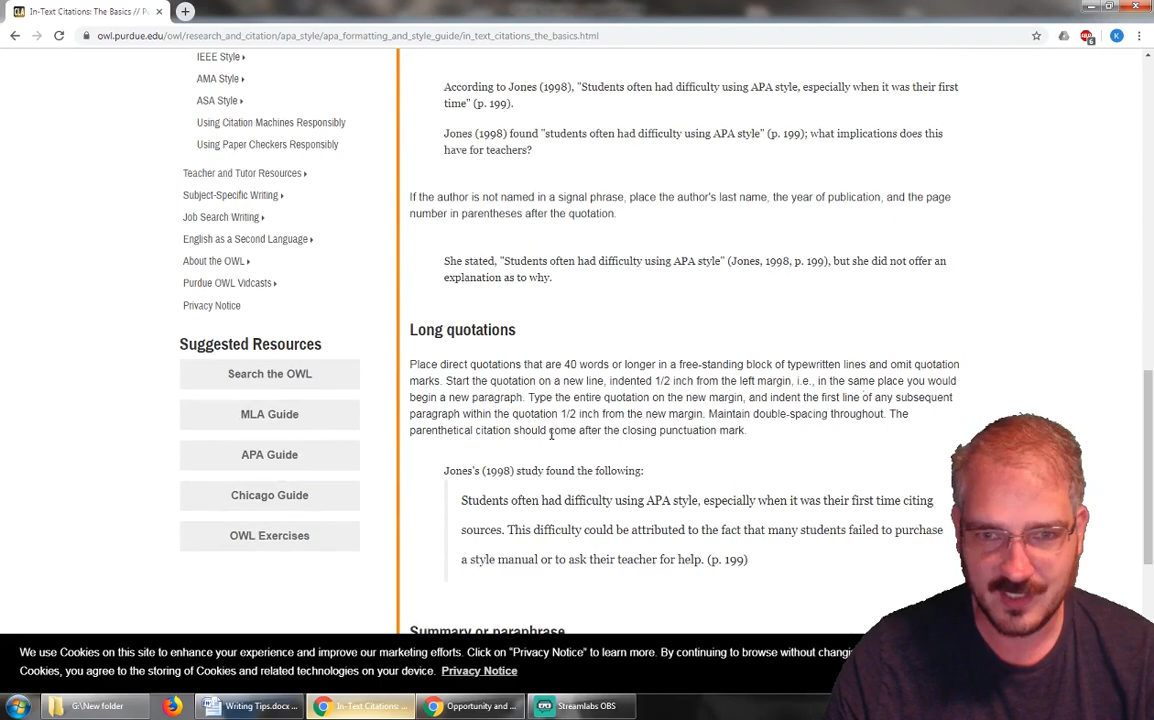 In-Text Citations: The Basics // Pu
owl.purdue.edu/owl/research_and_citation/apa_style/apa_formatting_and_style_guide/in_text_citations_the_basics.html
K
IEEE Style
AMA Style
ASA Style
Using Citation Machines Responsibly
Using Paper Checkers Responsibly
Teacher and Tutor Resources
Subject-Specific Writing
Job Search Writing
English as a Second Language
About the OWL
Purdue OWL Vidcasts
Privacy Notice
Suggested Resources
Search the OWL
MLA Guide
APA Guide
Chicago Guide
OWL Exercises
According to Jones (1998), "Students often had difficulty using APA style, especially when it was their first
time" (p. 199).
Jones (1998) found "students often had difficulty using APA style" (p. 199); what implications does this
have for teachers?
If the author is not named in a signal phrase, place the author's last name, the year of publication, and the page
number in parentheses after the quotation.
She stated, "Students often had difficulty using APA style" (Jones, 1998, p. 199), but she did not offer an
explanation as to why.
Long quotations
Place direct quotations that are 40 words or longer in a free-standing block of typewritten lines and omit quotation
marks. Start the quotation on a new line, indented 1/2 inch from the left margin, i.e., in the same place you would
begin a new paragraph. Type the entire quotation on the new margin, and indent the first line of any subsequent
paragraph within the quotation 1/2 inch from the new margin. Maintain double-spacing throughout. The
parenthetical citation should come after the closing punctuation mark.
Jones's (1998) study found the following:
Students often had difficulty using APA style, especially when it was their first time citing
sources. This difficulty could be attributed to the fact that many students failed to purchase
a style manual or to ask their teacher for help. (p. 199)
Summary or paraphrase
We use Cookies on this site to enhance your experience and improve our marketing efforts. Click on "Privacy Notice" to learn more. By continuing to browse without changing
Cookies, you agree to the storing of Cookies and related technologies on your device. Privacy Notice
G:\New folder
Writing Tips.docx
In-Text Citations: ...
Opportunity and ...
Streamlabs OBS